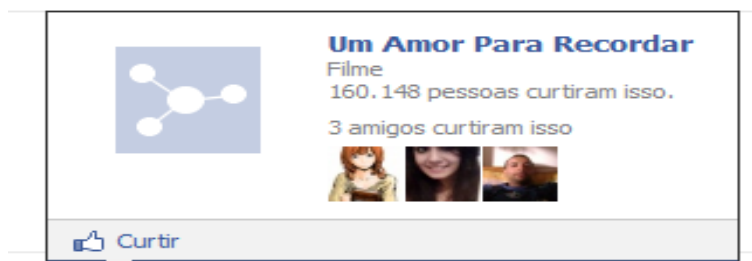 Um Amor Para Recordar
Filme
160.148 pessoas curtiram isso.
3 amigos curtiram isso
Curtir